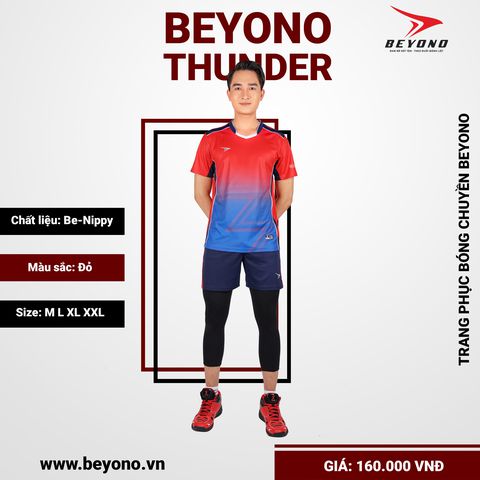 BEYONO
THUNDER
BEYONO
Chất liệu: Be-Nippy
Màu sắc: Đỏ
Size: M L XL XXL
TRANG PHỤC BÓNG CHUYỀN BEYONO
www.beyono.vn
GIÁ: 160.000 VNĐ